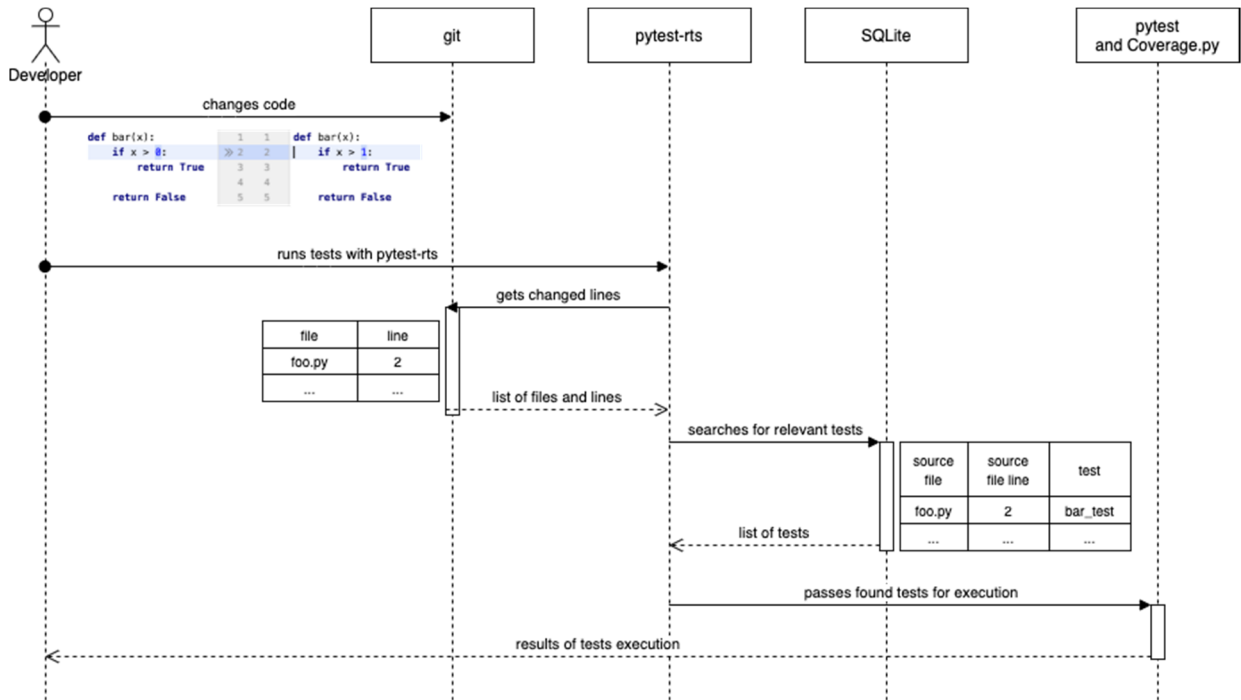 Developer
git
pytest-rts
SQLite
pytest
and Coverage.py
changes code
def bar(x):
if x > 0:
return True
return False
1 1
>> 2 2
3 3
4 4
5 5
def bar(x):
if x > 1:
return True
return False
runs tests with pytest-rts
gets changed lines
file line
foo.py 2
... ...
list of files and lines
searches for relevant tests
source file source file line test
foo.py 2 bar_test
... ... ...
list of tests
passes found tests for execution
results of tests execution